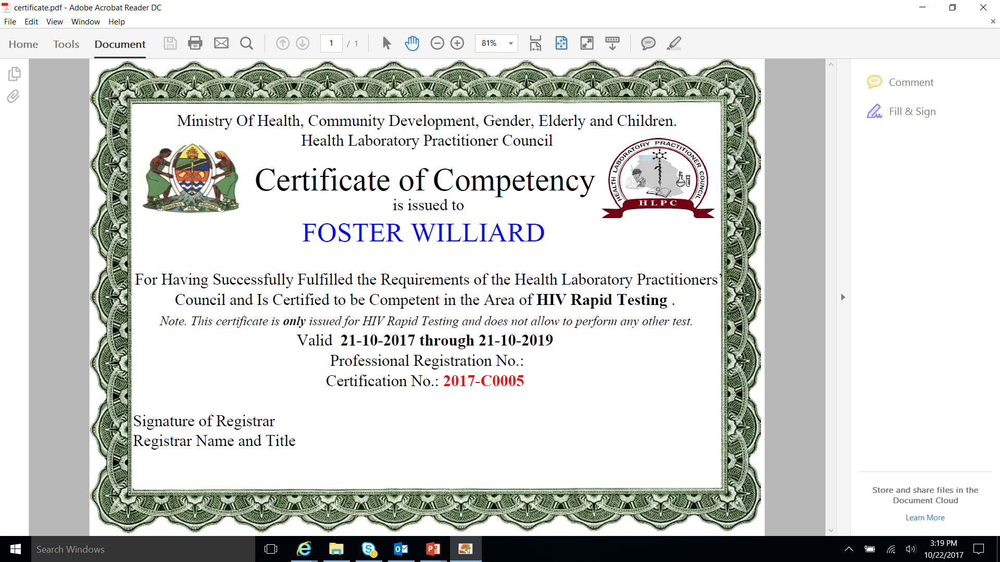 certificate.pdf - Adobe Acrobat Reader DC
File Edit View Window Help
Home Tools Document 1 / 1 81%
Comment
Fill & Sign
Ministry Of Health, Community Development, Gender, Elderly and Children.
Health Laboratory Practitioner Council
HEALTH LABORATORY PRACTITIONER COUNCIL
HLPC
Certificate of Competency
is issued to
FOSTER WILLIARD
For Having Successfully Fulfilled the Requirements of the Health Laboratory Practitioners’
Council and Is Certified to be Competent in the Area of HIV Rapid Testing .
Note. This certificate is only issued for HIV Rapid Testing and does not allow to perform any other test.
Valid 21-10-2017 through 21-10-2019
Professional Registration No.:
Certification No.: 2017-C0005
Signature of Registrar
Registrar Name and Title
Store and share files in the
Document Cloud
Learn More
Search Windows
3:19 PM
10/22/2017